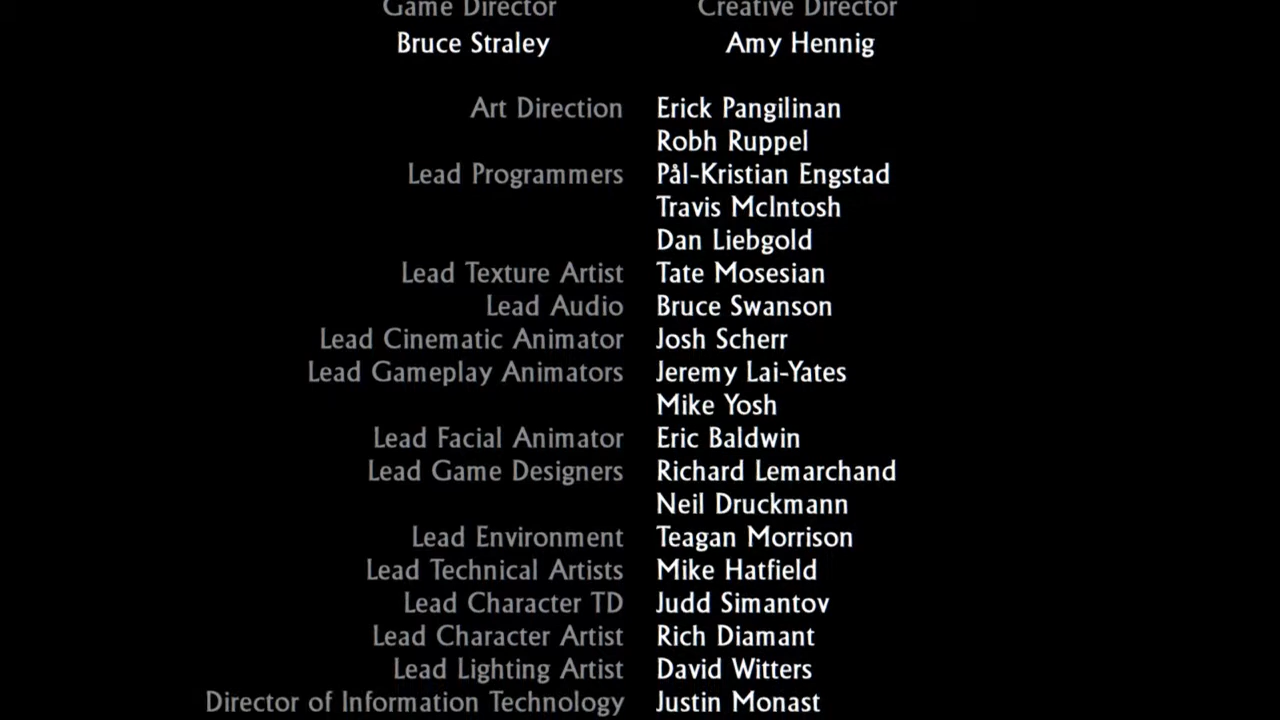 Game Director Creative Director
Bruce Straley Amy Hennig
Art Direction Erick Pangilinan
Robh Ruppel
Lead Programmers Pål-Kristian Engstad
Travis McIntosh
Dan Liebgold
Lead Texture Artist Tate Mosesian
Lead Audio Bruce Swanson
Lead Cinematic Animator Josh Scherr
Lead Gameplay Animators Jeremy Lai-Yates
Mike Yosh
Lead Facial Animator Eric Baldwin
Lead Game Designers Richard Lemarchand
Neil Druckmann
Lead Environment Teagan Morrison
Lead Technical Artists Mike Hatfield
Lead Character TD Judd Simantov
Lead Character Artist Rich Diamant
Lead Lighting Artist David Witters
Director of Information Technology Justin Monast